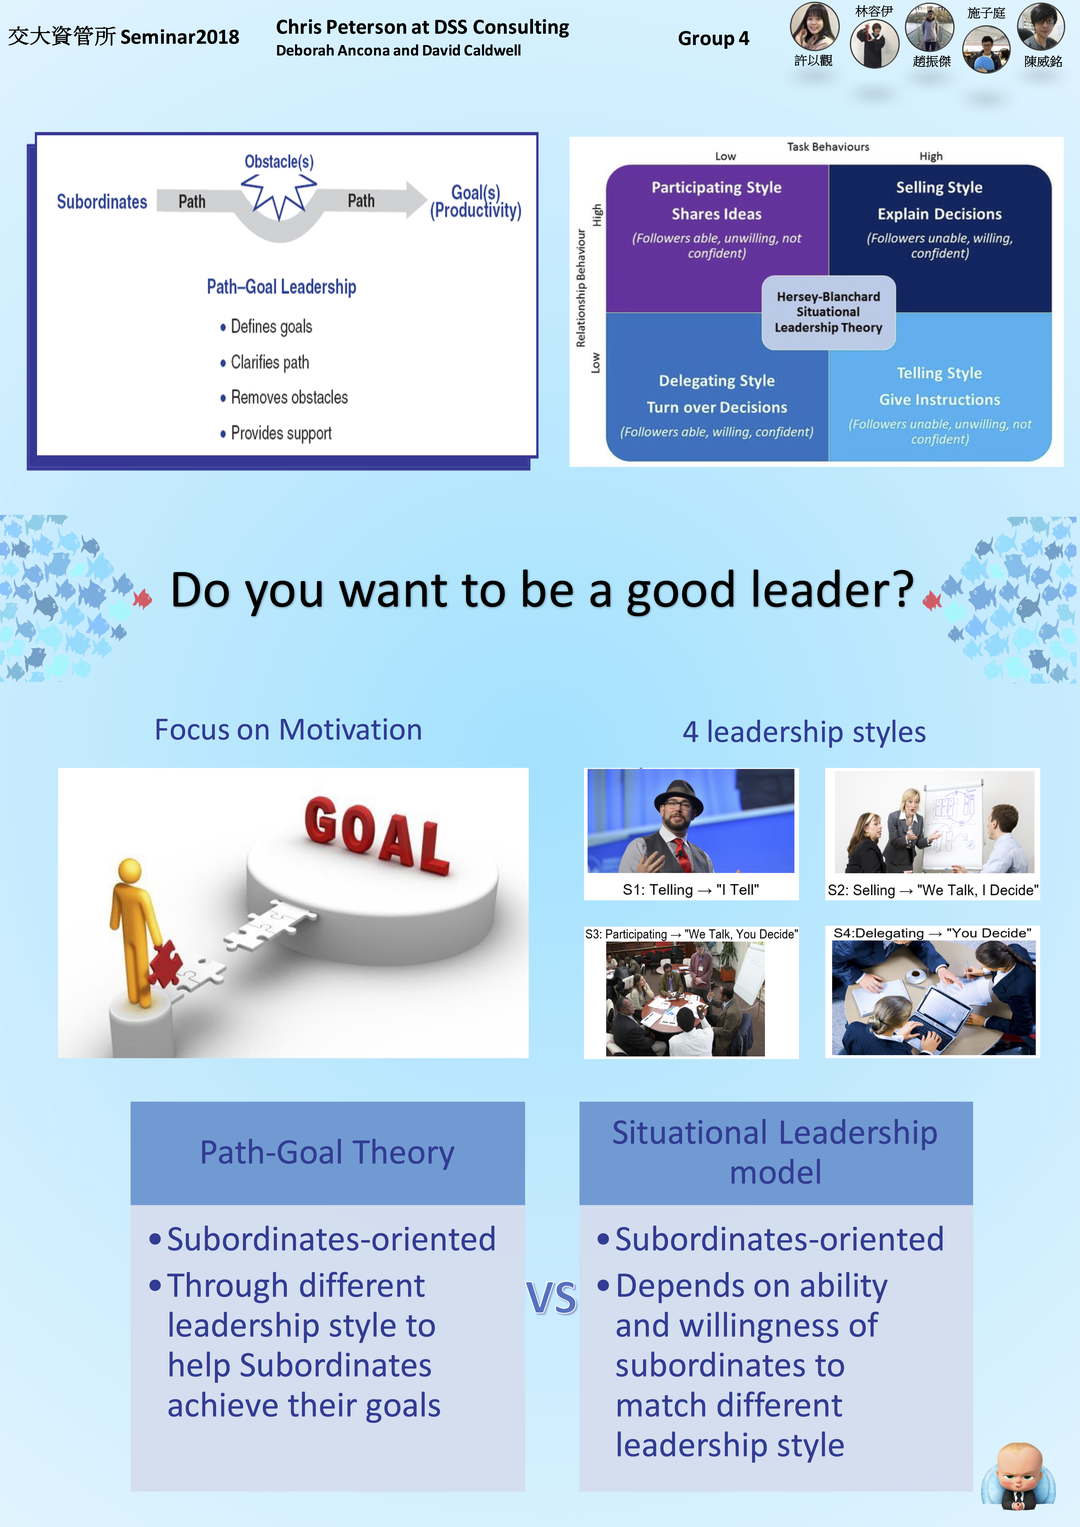 交大資管所 Seminar2018
Chris Peterson at DSS Consulting
Deborah Ancona and David Caldwell
Group 4
許以觀
林容伊
趙振傑
施子庭
陳威銘
Obstacle(s)
Subordinates
Path
Path
Goal(s)
(Productivity)
Path–Goal Leadership
• Defines goals
• Clarifies path
• Removes obstacles
• Provides support
Task Behaviours
Low
High
Relationship Behaviour
High
Low
Participating Style
Shares Ideas
(Followers able, unwilling, not
confident)
Selling Style
Explain Decisions
(Followers unable, willing,
confident)
Hersey-Blanchard
Situational
Leadership Theory
Delegating Style
Turn over Decisions
(Followers able, willing, confident)
Telling Style
Give Instructions
(Followers unable, unwilling, not
confident)
Do you want to be a good leader?
Focus on Motivation
GOAL
4 leadership styles
S1: Telling → "I Tell"
S2: Selling → "We Talk, I Decide"
S3: Participating → "We Talk, You Decide"
S4:Delegating → "You Decide"
Path-Goal Theory
•Subordinates-oriented
•Through different
leadership style to
help Subordinates
achieve their goals
VS
Situational Leadership
model
•Subordinates-oriented
•Depends on ability
and willingness of
subordinates to
match different
leadership style